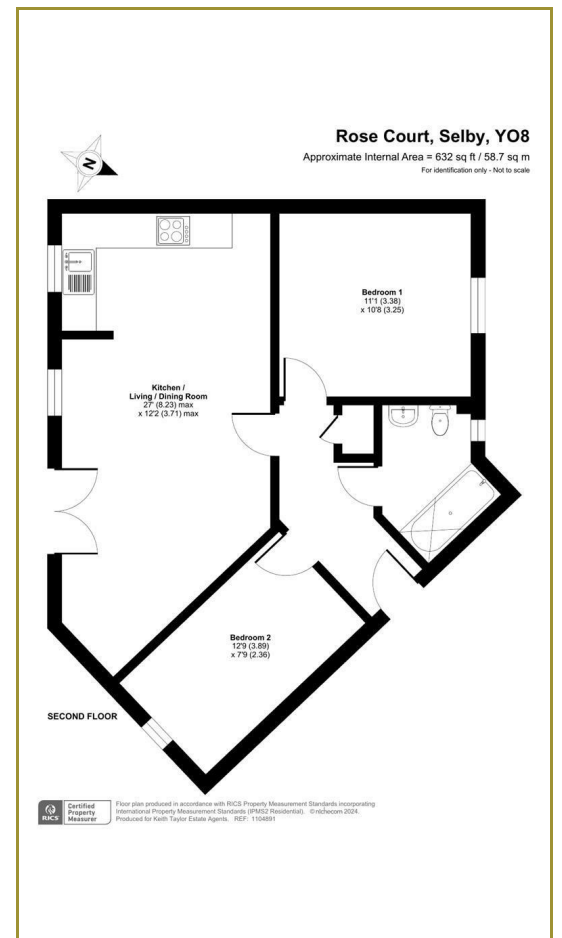 Rose Court, Selby, YO8
Approximate Internal Area = 632 sq ft / 58.7 sq m
For identification only - Not to scale
N
Bedroom 1
11'1 (3.38)
x 10'8 (3.25)
Kitchen /
Living / Dining Room
27' (8.23) max
x 12'2 (3.71) max
Bedroom 2
12'9 (3.89)
x 7'9 (2.36)
SECOND FLOOR
RICS
Certified
Property
Measurer
Floor plan produced in accordance with RICS Property Measurement Standards incorporating
International Property Measurement Standards (IPMS2 Residential). © nichecom 2024.
Produced for Keith Taylor Estate Agents. REF: 1104891